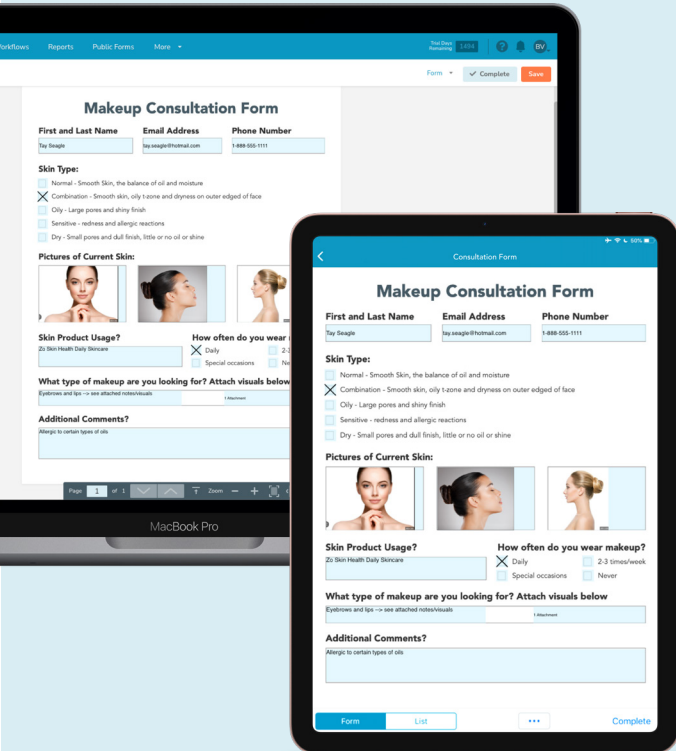 orkflows Reports Public Forms More
Trial Days Remaining 1494 ? BV
Form Complete Save
Makeup Consultation Form
First and Last Name Email Address Phone Number
Tay Seagle tay.seagle@hotmail.com 1-888-555-1111
Skin Type:
Normal - Smooth Skin, the balance of oil and moisture
Combination - Smooth skin, oily t-zone and dryness on outer edged of face
Oily - Large pores and shiny finish
Sensitive - redness and allergic reactions
Dry - Small pores and dull finish, little or no oil or shine
Pictures of Current Skin:
Skin Product Usage? How often do you wear
Zo Skin Health Daily Skincare Daily 2-3
Special occasions Ne
What type of makeup are you looking for? Attach visuals below
Eyebrows and lips --> see attached notes/visuals 1 Attachment
Additional Comments?
Allergic to certain types of oils
Page 1 of 1 Zoom
MacBook Pro
50%
Consultation Form
Makeup Consultation Form
First and Last Name Email Address Phone Number
Tay Seagle tay.seagle@hotmail.com 1-888-555-1111
Skin Type:
Normal - Smooth Skin, the balance of oil and moisture
Combination - Smooth skin, oily t-zone and dryness on outer edged of face
Oily - Large pores and shiny finish
Sensitive - redness and allergic reactions
Dry - Small pores and dull finish, little or no oil or shine
Pictures of Current Skin:
Skin Product Usage? How often do you wear makeup?
Zo Skin Health Daily Skincare Daily 2-3 times/week
Special occasions Never
What type of makeup are you looking for? Attach visuals below
Eyebrows and lips --> see attached notes/visuals 1 Attachment
Additional Comments?
Allergic to certain types of oils
Form List ••• Complete